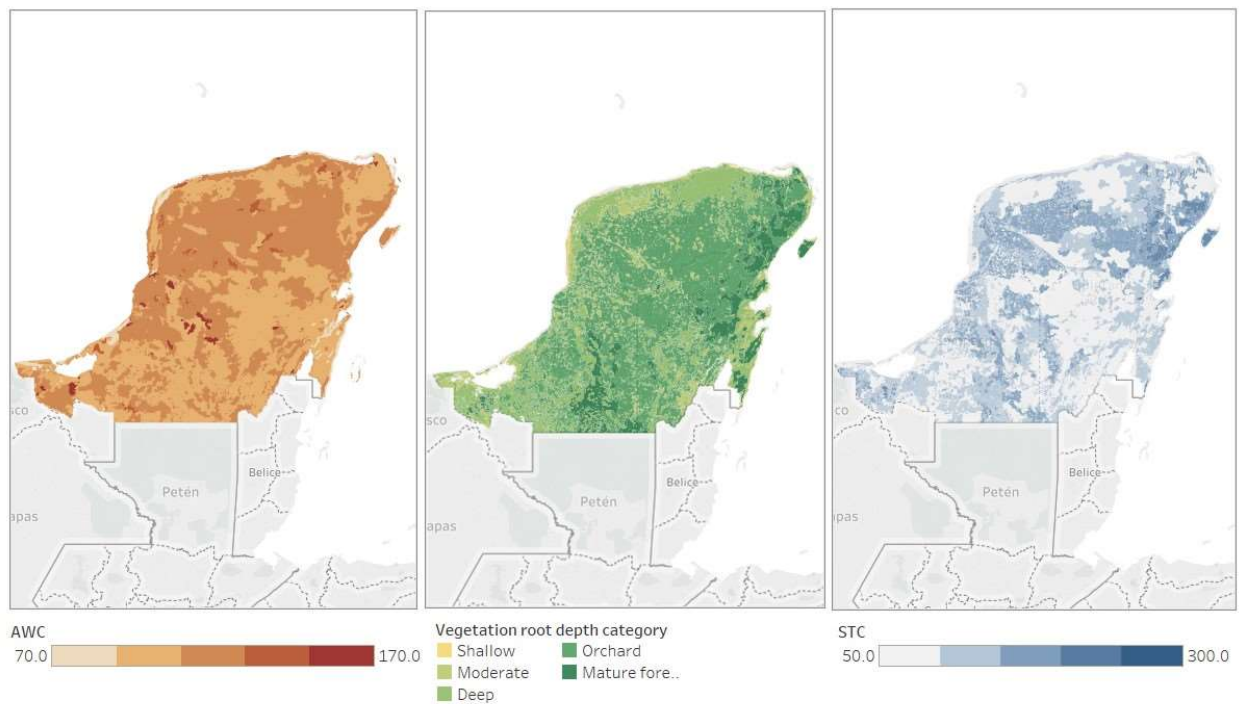 sco
Belice
Petén
apas
sco
Belice
Petén
apas
sco
Belice
Petén
apas
AWC
70.0 170.0
Vegetation root depth category
Shallow Orchard
Moderate Mature fore..
Deep
STC
50.0 300.0